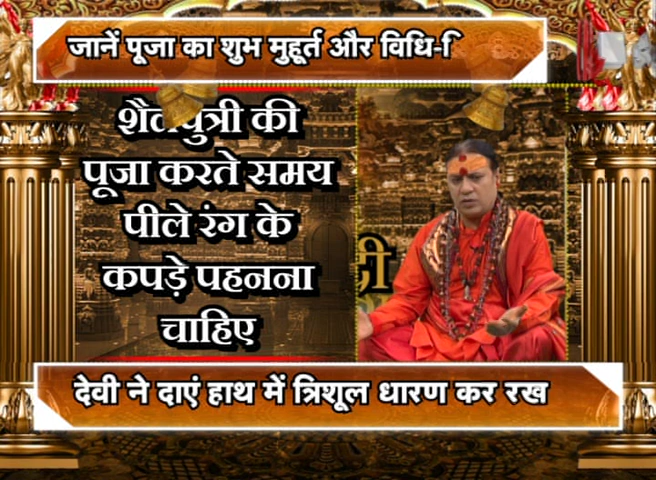 जानें पूजा का शुभ मुहूर्त और विधि-
शैलपुत्री की
पूजा करते समय
पीले रंग के
कपड़े पहनना
चाहिए
देवी ने दाएं हाथ में त्रिशूल धारण कर रख